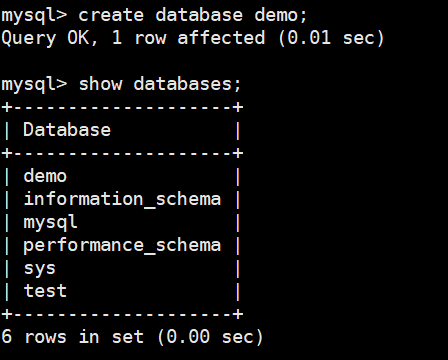 mysql> create database demo;
Query OK, 1 row affected (0.01 sec)
mysql> show databases;
+--------------------+
| Database           |
+--------------------+
| demo               |
| information_schema |
| mysql              |
| performance_schema |
| sys                |
| test               |
+--------------------+
6 rows in set (0.00 sec)